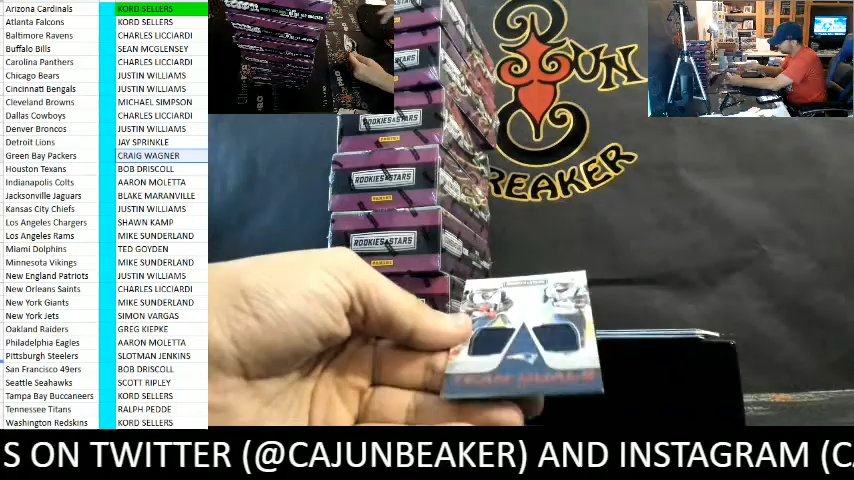 Arizona Cardinals KORD SELLERS
Atlanta Falcons KORD SELLERS
Baltimore Ravens CHARLES LICCIARDI
Buffalo Bills SEAN MCGLENSEY
Carolina Panthers CHARLES LICCIARDI
Chicago Bears JUSTIN WILLIAMS
Cincinnati Bengals JUSTIN WILLIAMS
Cleveland Browns MICHAEL SIMPSON
Dallas Cowboys CHARLES LICCIARDI
Denver Broncos JUSTIN WILLIAMS
Detroit Lions JAY SPRINKLE
Green Bay Packers CRAIG WAGNER
Houston Texans BOB DRISCOLL
Indianapolis Colts AARON MOLETTA
Jacksonville Jaguars BLAKE MARANVILLE
Kansas City Chiefs JUSTIN WILLIAMS
Los Angeles Chargers SHAWN KAMP
Los Angeles Rams MIKE SUNDERLAND
Miami Dolphins TED GOYDEN
Minnesota Vikings MIKE SUNDERLAND
New England Patriots JUSTIN WILLIAMS
New Orleans Saints CHARLES LICCIARDI
New York Giants MIKE SUNDERLAND
New York Jets SIMON VARGAS
Oakland Raiders GREG KIEPKE
Philadelphia Eagles AARON MOLETTA
Pittsburgh Steelers SLOTMAN JENKINS
San Francisco 49ers BOB DRISCOLL
Seattle Seahawks SCOTT RIPLEY
Tampa Bay Buccaneers KORD SELLERS
Tennessee Titans RALPH PEDDE
Washington Redskins KORD SELLERS
ROOKIES & STARS
PANINI
ROOKIES & STARS
PANINI
ROOKIES & STARS
PANINI
UN
REAKER
TEAM
S ON TWITTER (@CAJUNBEAKER) AND INSTAGRAM (CA